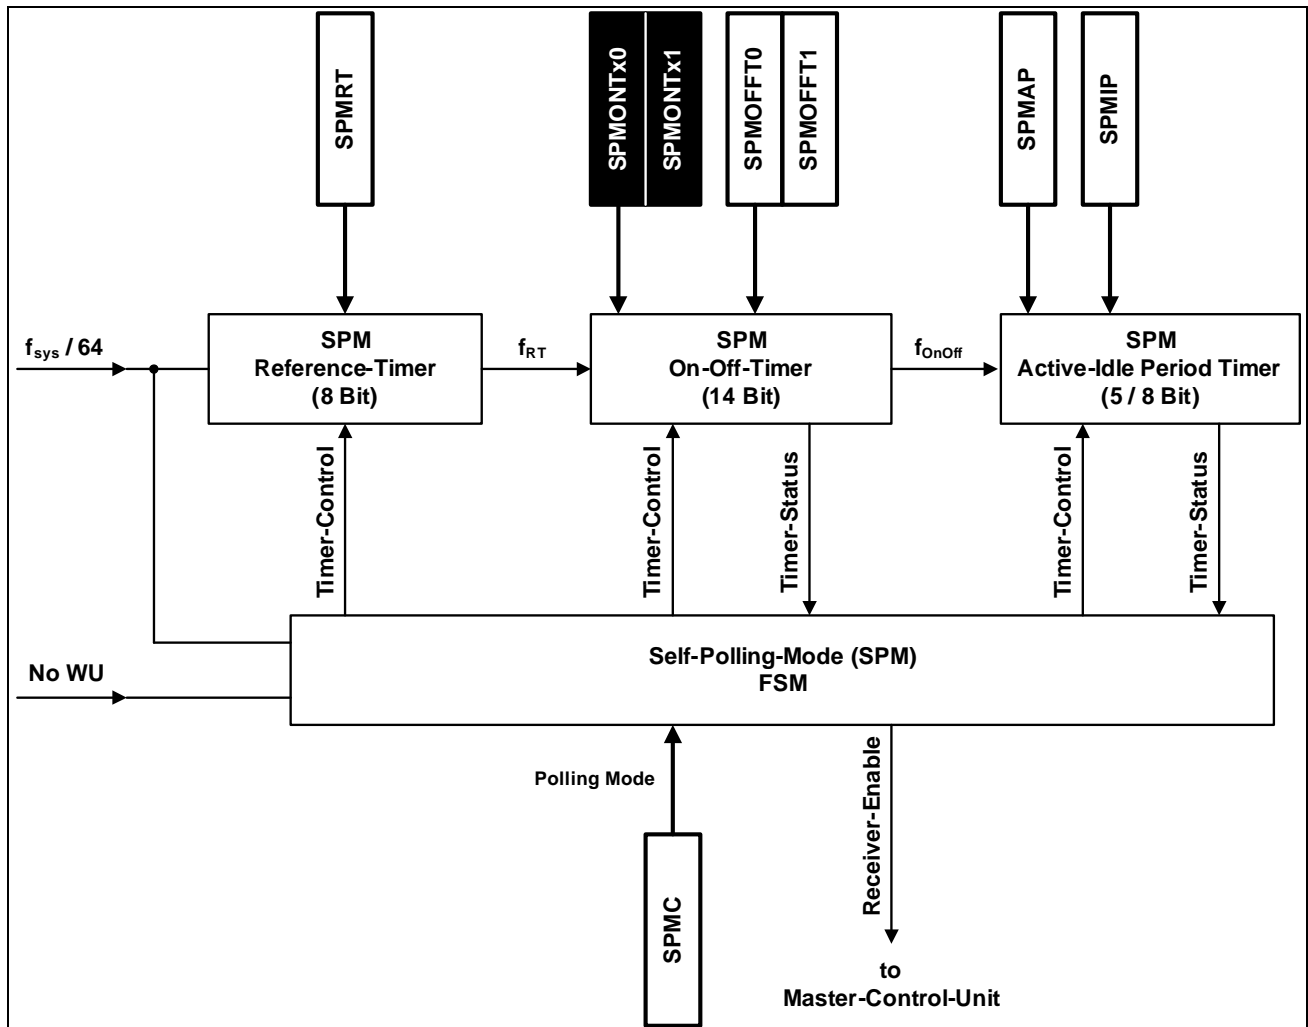 SPMRT
SPMONTx0
SPMONTx1
SPMOFFT0
SPMOFFT1
SPMAP
SPMIP
fsys / 64
SPM
Reference-Timer
(8 Bit)
fRT
SPM
On-Off-Timer
(14 Bit)
fOnOff
SPM
Active-Idle Period Timer
(5 / 8 Bit)
Timer-Control
Timer-Control
Timer-Status
Timer-Control
Timer-Status
No WU
Self-Polling-Mode (SPM)
FSM
Polling Mode
Receiver-Enable
SPMC
to
Master-Control-Unit